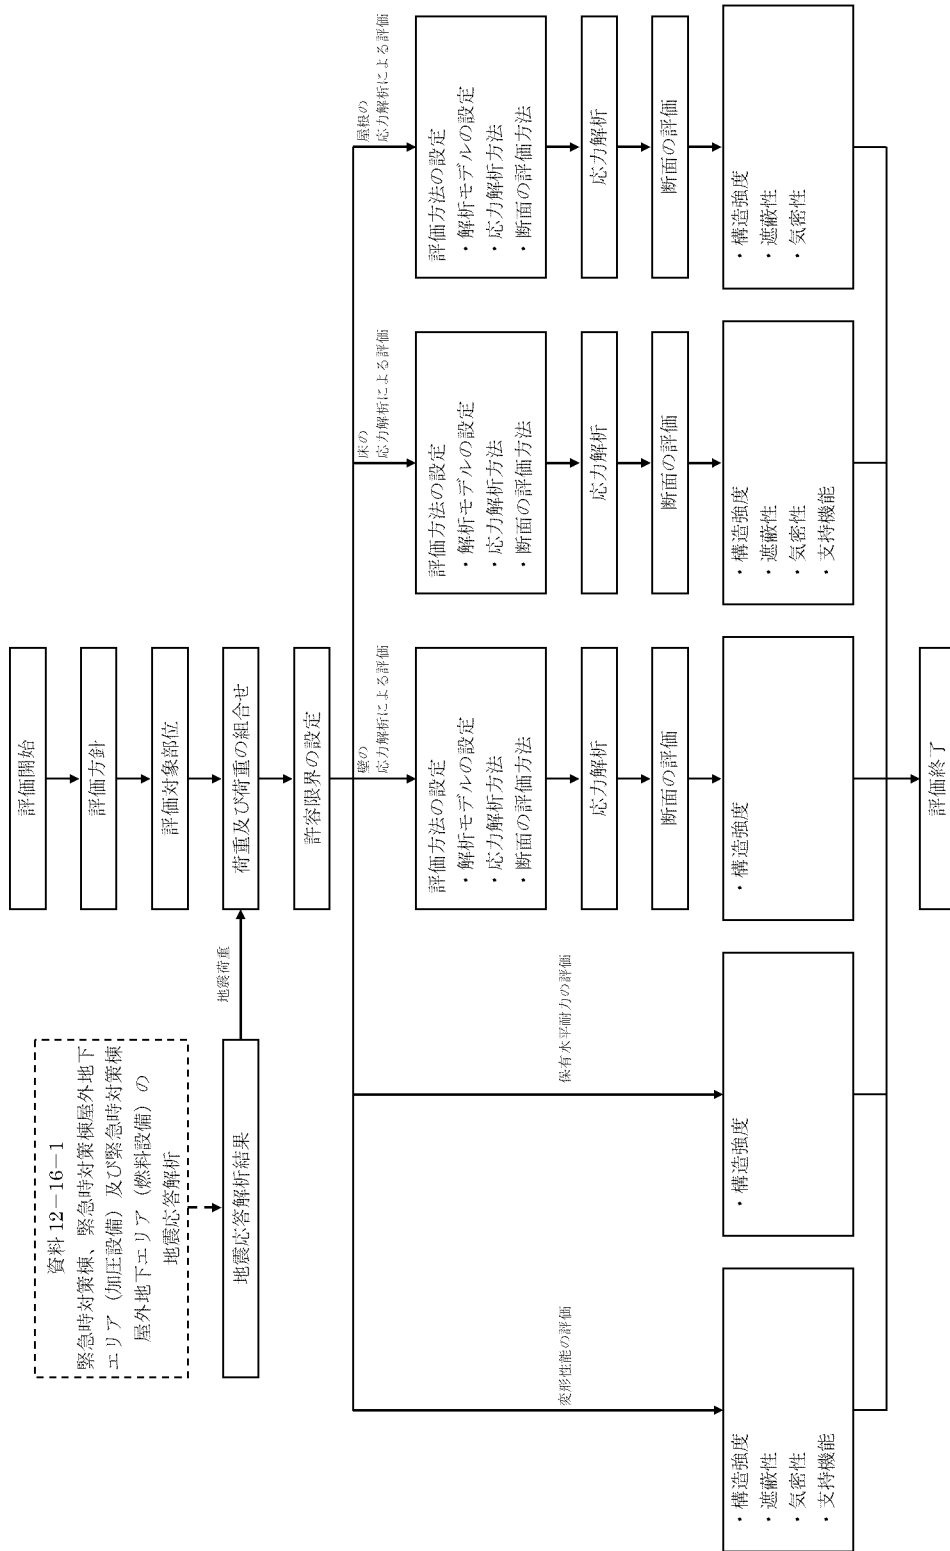 評価開始
評価方針
評価対象部位
荷重及び荷重の組合せ
許容限界の設定
資料12－16－1
緊急時対策棟、緊急時対策棟屋外地下
エリア（加圧設備）及び緊急時対策棟
屋外地下エリア（燃料設備）の
地震応答解析
地震応答解析結果
地震荷重
変形性能の評価
・構造強度
・遮蔽性
・気密性
・支持機能
保有水平耐力の評価
・構造強度
壁の
応力解析による評価
評価方法の設定
・解析モデルの設定
・応力解析方法
・断面の評価方法
応力解析
断面の評価
・構造強度
床の
応力解析による評価
評価方法の設定
・解析モデルの設定
・応力解析方法
・断面の評価方法
応力解析
断面の評価
・構造強度
・遮蔽性
・気密性
・支持機能
屋根の
応力解析による評価
評価方法の設定
・解析モデルの設定
・応力解析方法
・断面の評価方法
応力解析
断面の評価
・構造強度
・遮蔽性
・気密性
評価終了